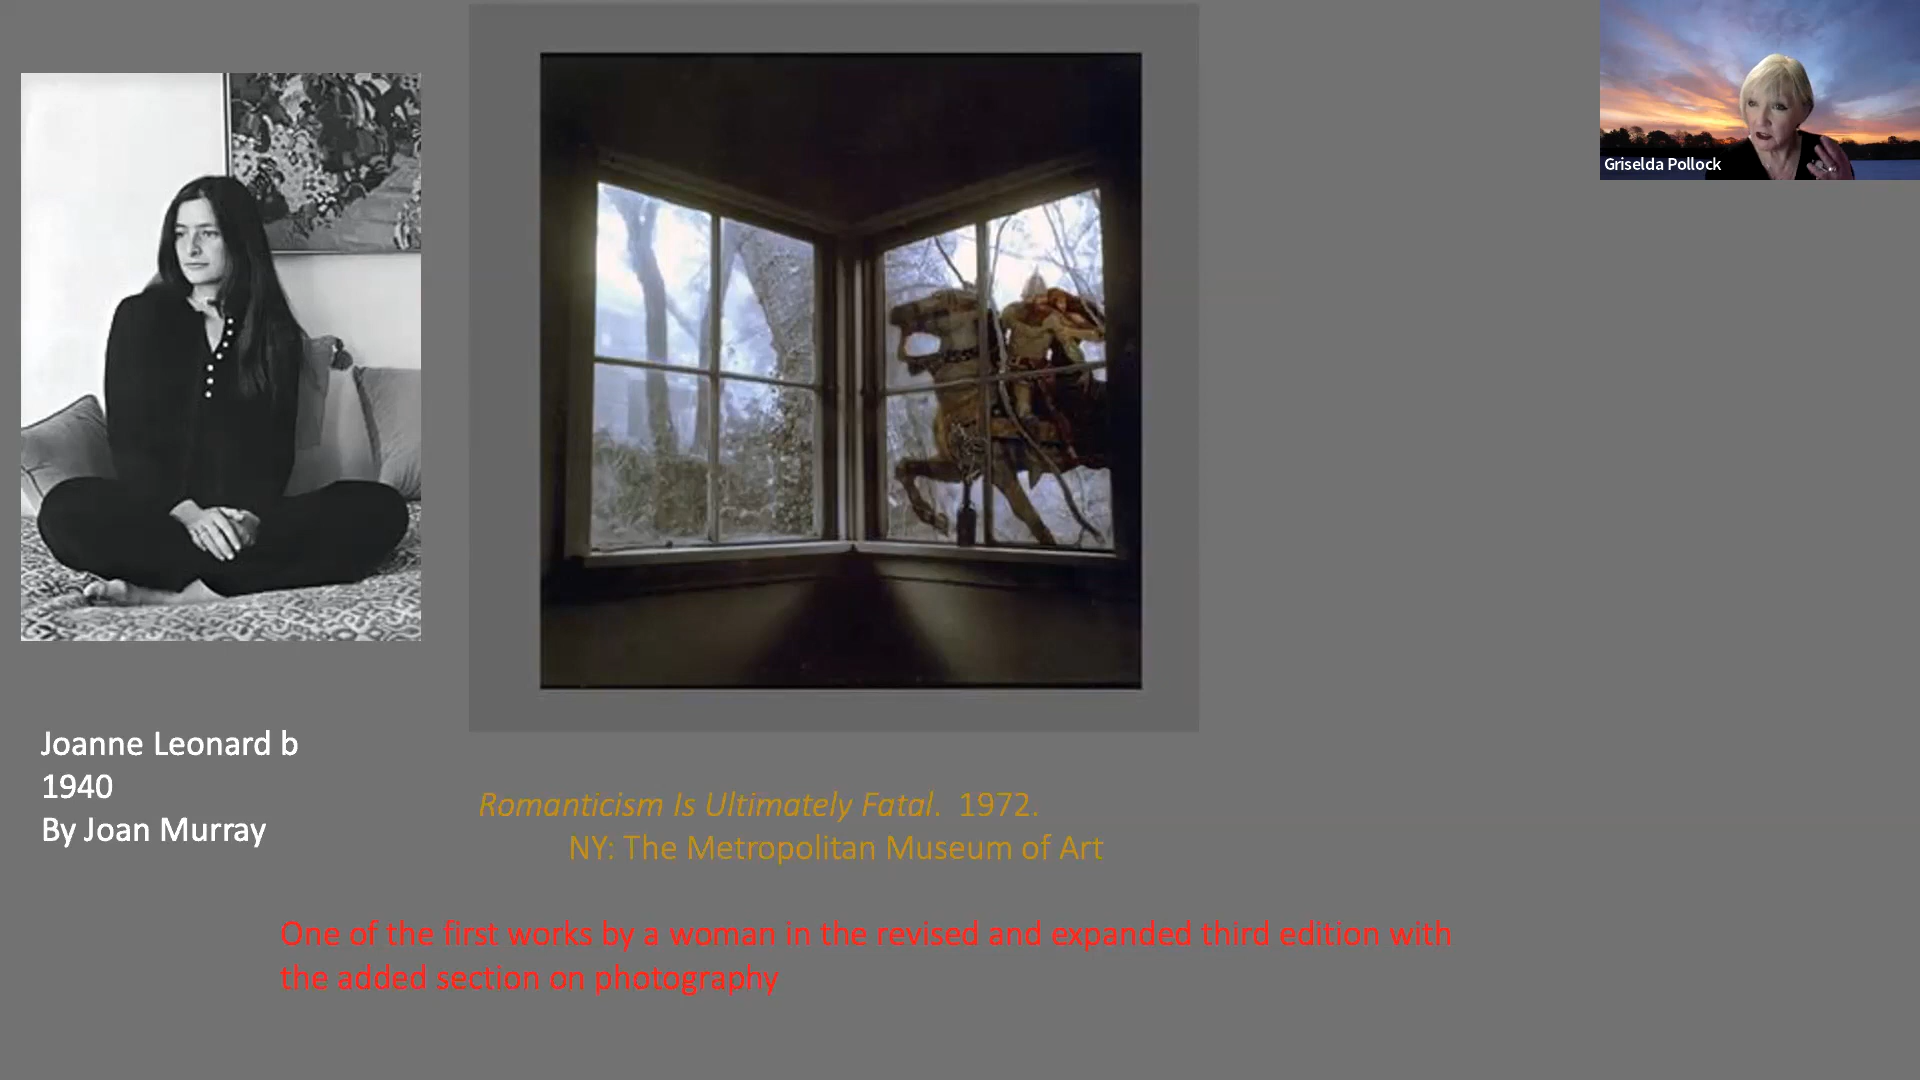 Griselda Pollock
Joanne Leonard b
1940
By Joan Murray
Romanticism Is Ultimately Fatal.  1972.
NY: The Metropolitan Museum of Art
One of the first works by a woman in the revised and expanded third edition with
the added section on photography